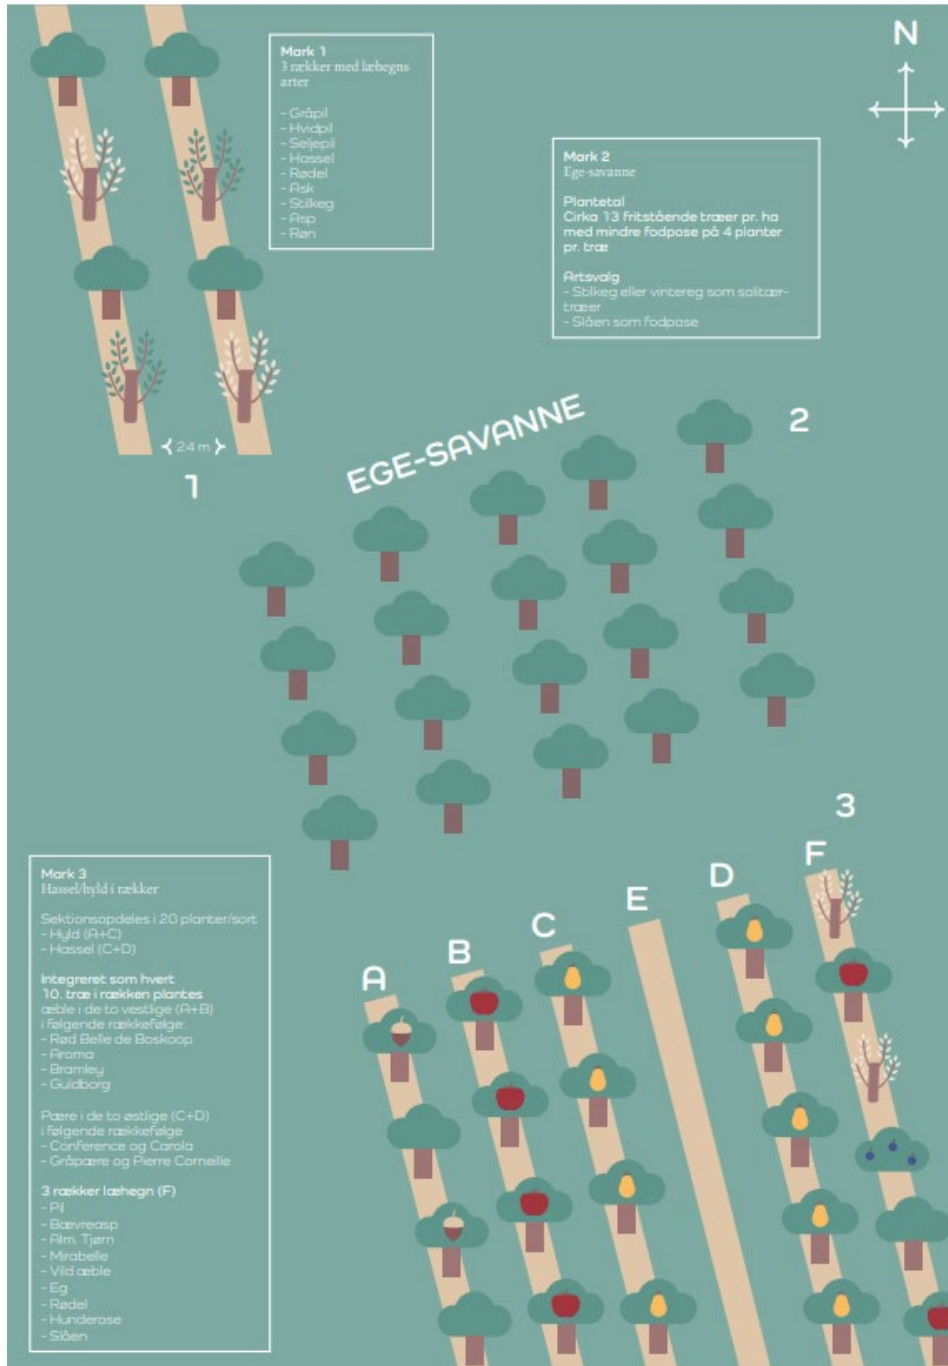 N
Mark 1
3 rækker med læhegns
arter
- Gråpil
- Hvidpil
- Seljepil
- Hassel
- Rødel
- Ask
- Stilkeg
- Asp
- Røn
Mark 2
Ege-savanne
Plantetal
Cirka 13 fritstående træer pr. ha
med mindre fodpose på 4 planter
pr. træ
Artsvalg
- Stilkeg eller vintereg som solitær-
træer
- Slåen som fodpose
24 m
1
EGE-SAVANNE
2
3
Mark 3
Hassel/hyld i rækker
Sektionsopdeles i 20 planter/sort
- Hyld (A+C)
- Hassel (C+D)
Integreret som hvert
10. træ i rækken plantes
æble i de to vestlige (A+B)
i følgende rækkefølge:
- Rød Belle de Boskoop
- Aroma
- Bramley
- Guldborg
Pære i de to østlige (C+D)
i følgende rækkefølge
- Conference og Carola
- Gråpære og Pierre Corneille
3 rækker læhegn (F)
- Pil
- Bævreasp
- Alm. Tjørn
- Mirabelle
- Vild æble
- Eg
- Rødel
- Hunderose
- Slåen
A
B
C
E
D
F